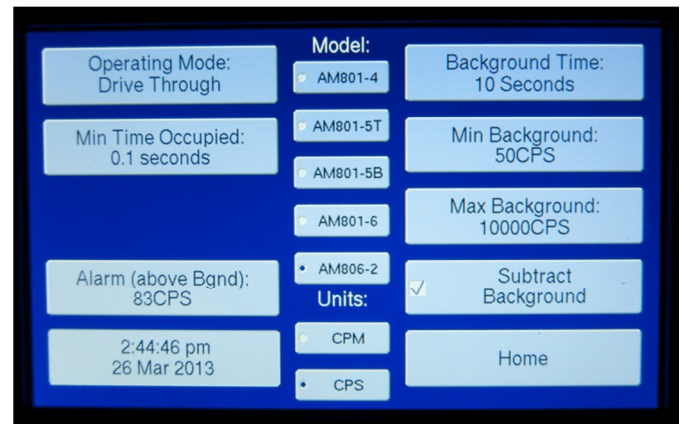 Operating Mode:
Drive Through
Min Time Occupied:
0.1 seconds
Alarm (above Bgnd):
83CPS
2:44:46 pm
26 Mar 2013
Model:
AM801-4
AM801-5T
AM801-5B
AM801-6
AM806-2
Units:
CPM
CPS
Background Time:
10 Seconds
Min Background:
50CPS
Max Background:
10000CPS
Subtract
Background
Home